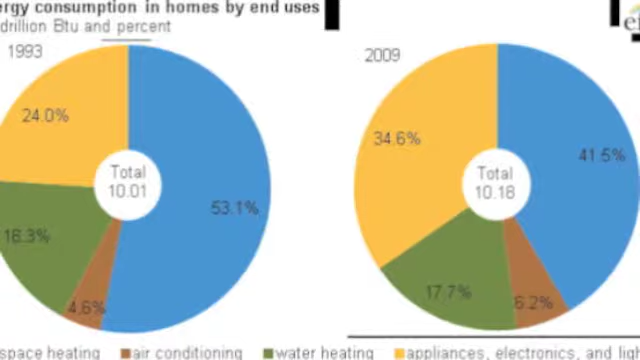 ergy consumption in homes by end uses
drillion Btu and percent
1993
2009
24.0%
34.6%
41.5%
Total
10.01
Total
10.18
53.1%
18.3%
17.7%
4.6%
6.2%
space heating air conditioning water heating appliances, electronics, and ligh